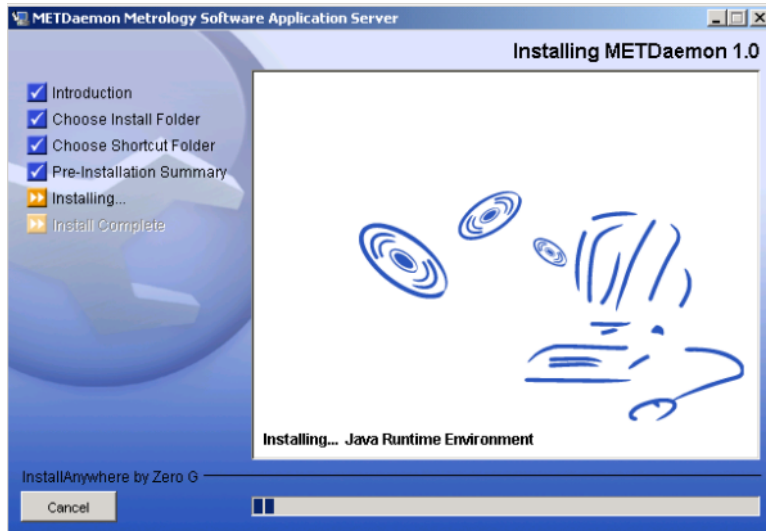 METDaemon Metrology Software Application Server
Installing METDaemon 1.0
Introduction
Choose Install Folder
Choose Shortcut Folder
Pre-Installation Summary
Installing...
Install Complete
Installing... Java Runtime Environment
InstallAnywhere by Zero G
Cancel